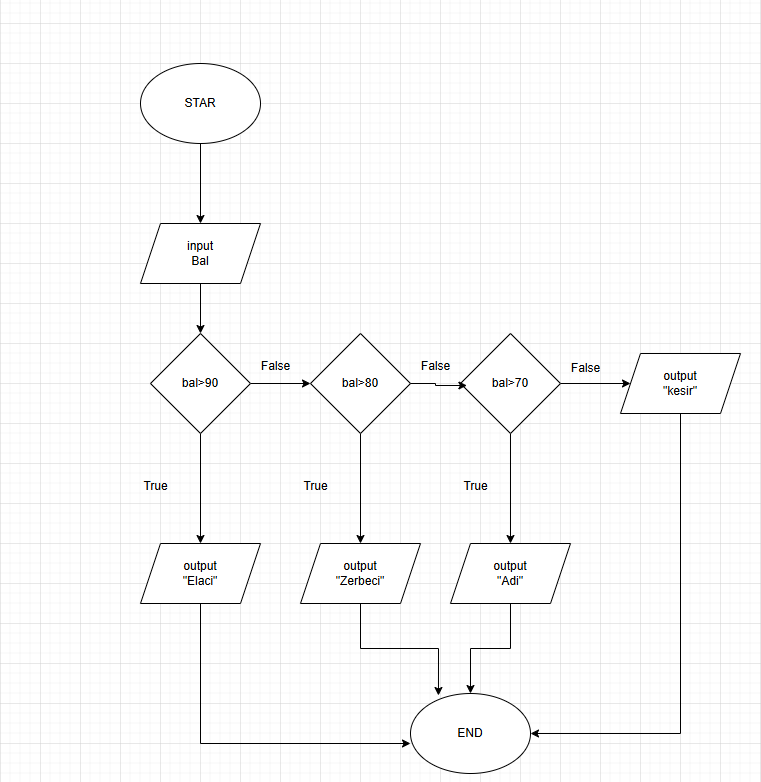 STAR
input
Bal
bal>90
False
bal>80
False
bal>70
False
output
"kesir"
True
True
True
output
"Elaci"
output
"Zerbeci"
output
"Adi"
END